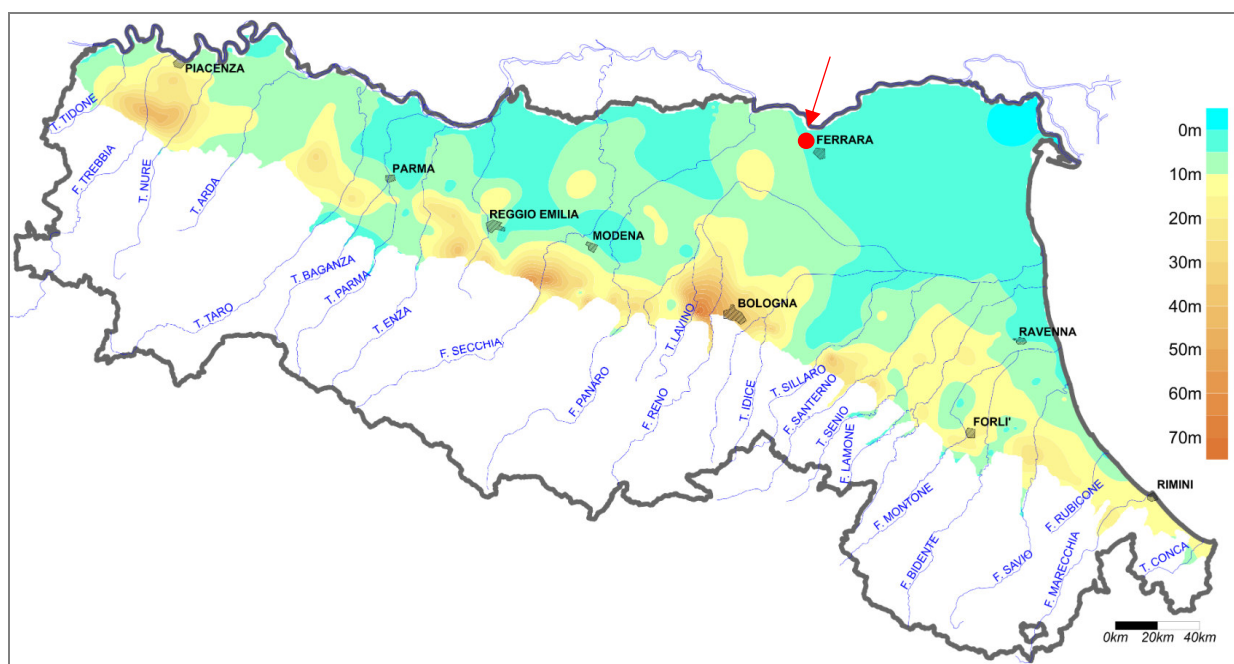 PIACENZA
T. TIDONE
F. TREBBIA
T. NURE
T. ARDA
PARMA
FERRARA
REGGIO EMILIA
MODENA
T. BAGANZA
T. PARMA
T. TARO
T. ENZA
F. SECCHIA
F. PANARO
F. RENO
T. LAVINO
BOLOGNA
T. IDICE
T. SILLARO
F. SANTERNO
T. SENIO
F. LAMONE
RAVENNA
FORLI'
F. MONTONE
F. BIDENTE
F. SAVIO
F. RUBICONE
F. MARECCHIA
RIMINI
T. CONCA
0m
10m
20m
30m
40m
50m
60m
70m
0km 20km 40km